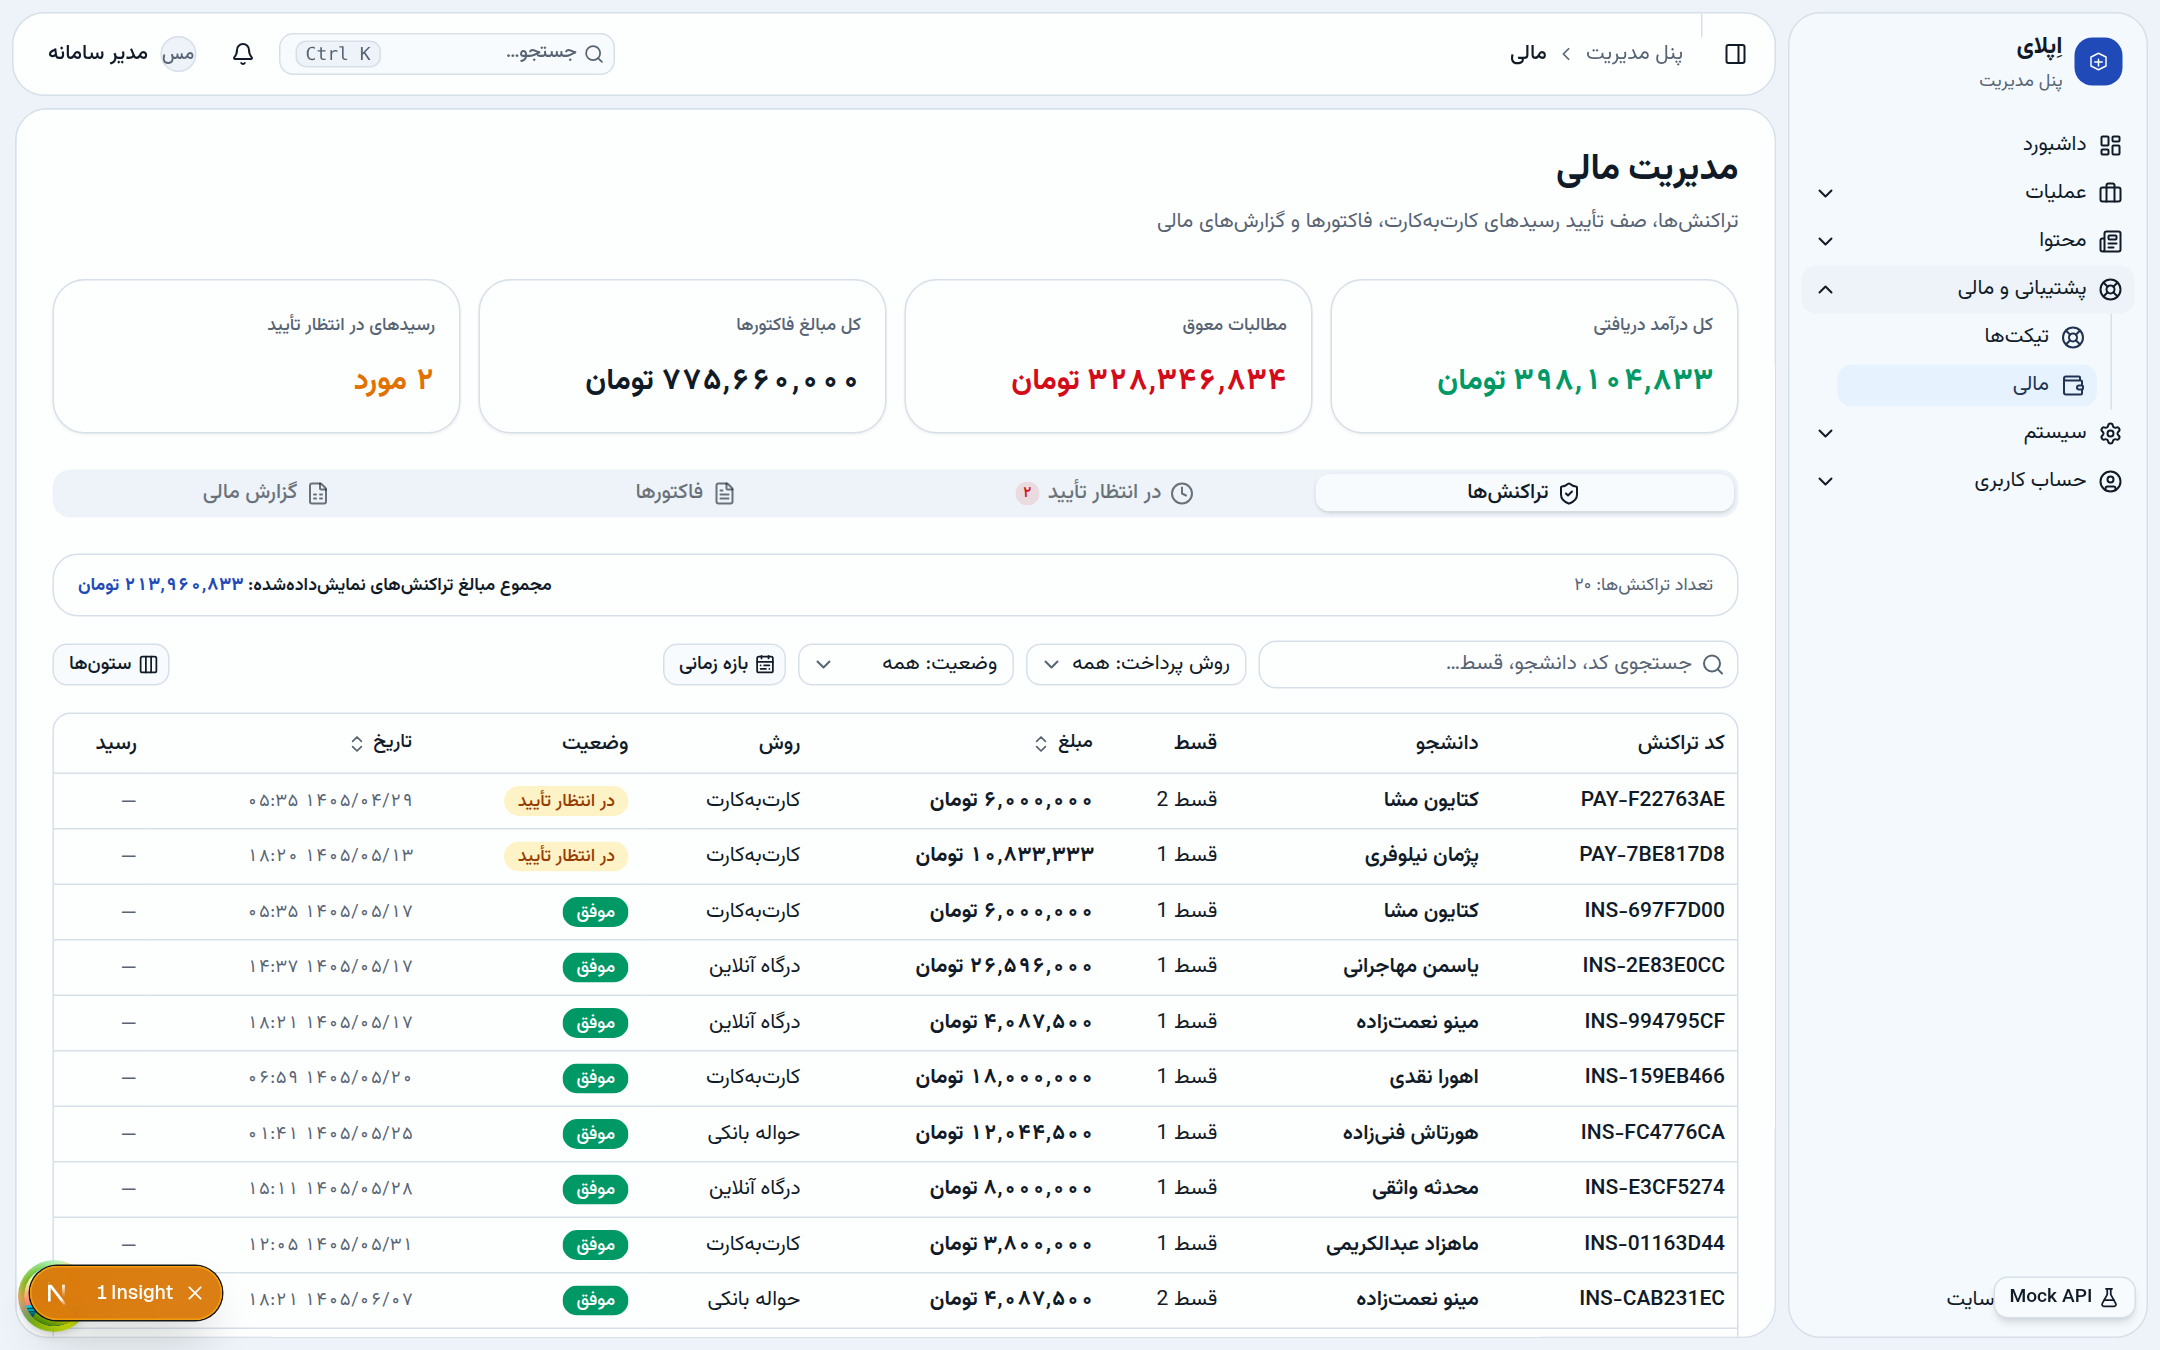 اِپلای
پنل مدیریت
داشبورد
عملیات
محتوا
پشتیبانی و مالی
تیکت‌ها
مالی
سیستم
حساب کاربری
سایت
Mock API
پنل مدیریت
مالی
جستجو...
Ctrl K
مس
مدیر سامانه
مدیریت مالی
تراکنش‌ها، صف تأیید رسیدهای کارت‌به‌کارت، فاکتورها و گزارش‌های مالی
کل درآمد دریافتی
۳۹۸,۱۰۴,۸۳۳ تومان
مطالبات معوق
۳۲۸,۳۴۶,۸۳۴ تومان
کل مبالغ فاکتورها
۷۷۵,۶۶۰,۰۰۰ تومان
رسیدهای در انتظار تأیید
۲ مورد
تراکنش‌ها
در انتظار تأیید ۲
فاکتورها
گزارش مالی
تعداد تراکنش‌ها: ۲۰
مجموع مبالغ تراکنش‌های نمایش‌داده‌شده: ۲۱۳,۹۶۰,۸۳۳ تومان
جستجوی کد، دانشجو، قسط...
روش پرداخت: همه
وضعیت: همه
بازه زمانی
ستون‌ها
کد تراکنش دانشجو قسط مبلغ روش وضعیت تاریخ رسید
PAY-F22763AE کتایون مشا قسط 2 ۶,۰۰۰,۰۰۰ تومان کارت‌به‌کارت در انتظار تأیید ۱۴۰۵/۰۴/۲۹ ۰۵:۳۵ —
PAY-7BE817D8 پژمان نیلوفری قسط 1 ۱۰,۸۳۳,۳۳۳ تومان کارت‌به‌کارت در انتظار تأیید ۱۴۰۵/۰۵/۱۳ ۱۸:۲۰ —
INS-697F7D00 کتایون مشا قسط 1 ۶,۰۰۰,۰۰۰ تومان کارت‌به‌کارت موفق ۱۴۰۵/۰۵/۱۷ ۰۵:۳۵ —
INS-2E83E0CC یاسمن مهاجرانی قسط 1 ۲۶,۵۹۶,۰۰۰ تومان درگاه آنلاین موفق ۱۴۰۵/۰۵/۱۷ ۱۴:۳۷ —
INS-994795CF مینو نعمت‌زاده قسط 1 ۴,۰۸۷,۵۰۰ تومان درگاه آنلاین موفق ۱۴۰۵/۰۵/۱۷ ۱۸:۲۱ —
INS-159EB466 اهورا نقدی قسط 1 ۱۸,۰۰۰,۰۰۰ تومان کارت‌به‌کارت موفق ۱۴۰۵/۰۵/۲۰ ۰۶:۵۹ —
INS-FC4776CA هورتاش فنی‌زاده قسط 1 ۱۲,۰۴۴,۵۰۰ تومان حواله بانکی موفق ۱۴۰۵/۰۵/۲۵ ۰۱:۴۱ —
INS-E3CF5274 محدثه واثقی قسط 1 ۸,۰۰۰,۰۰۰ تومان درگاه آنلاین موفق ۱۴۰۵/۰۵/۲۸ ۱۵:۱۱ —
INS-01163D44 ماهزاد عبدالکریمی قسط 1 ۳,۸۰۰,۰۰۰ تومان کارت‌به‌کارت موفق ۱۴۰۵/۰۵/۳۱ ۱۲:۰۵ —
INS-CAB231EC مینو نعمت‌زاده قسط 2 ۴,۰۸۷,۵۰۰ تومان حواله بانکی موفق ۱۴۰۵/۰۶/۰۷ ۱۸:۲۱
N 1 Insight